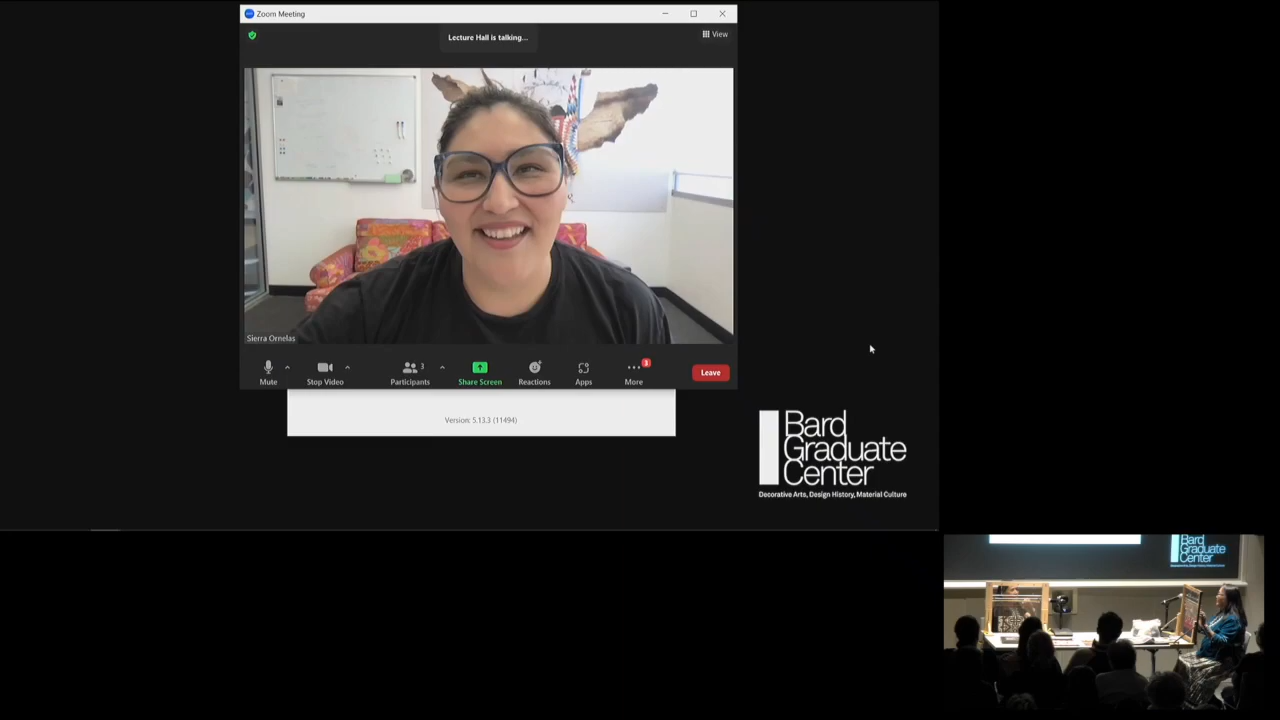 Zoom Meeting
Lecture Hall is talking...
View
Sierra Ornelas
Mute
Stop Video
3
Participants
Share Screen
Reactions
Apps
3
More
Leave
Version: 5.13.3 (11494)
Bard
Graduate
Center
Decorative Arts, Design History, Material Culture
Bard
Graduate
Center